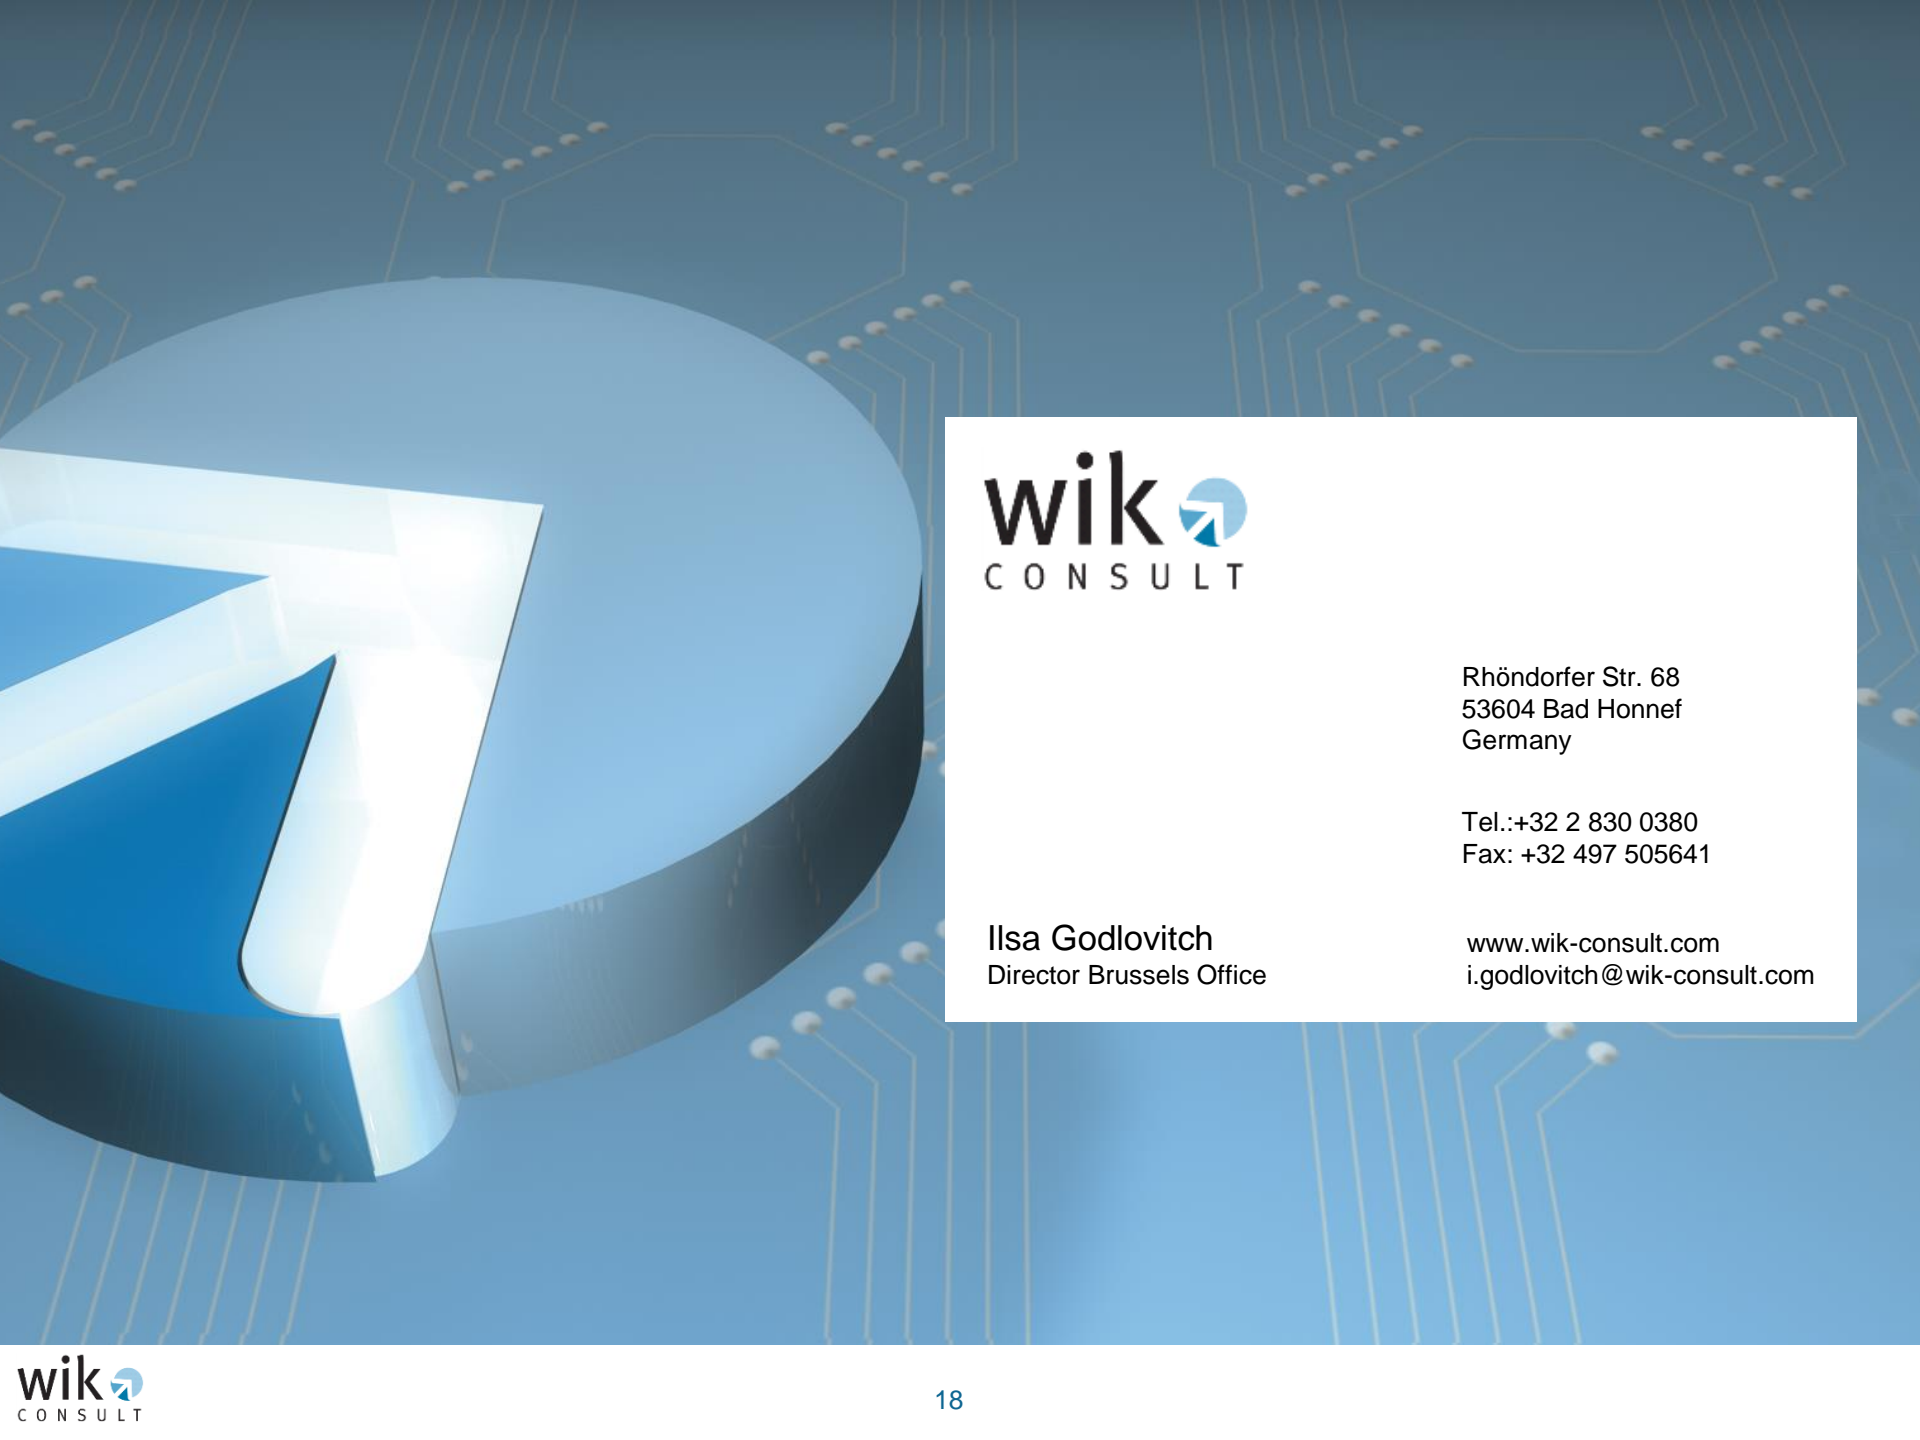 wik
CONSULT
Rhöndorfer Str. 68
53604 Bad Honnef
Germany
Tel.:+32 2 830 0380
Fax: +32 497 505641
Ilsa Godlovitch
Director Brussels Office
www.wik-consult.com
i.godlovitch@wik-consult.com
wik
CONSULT
18